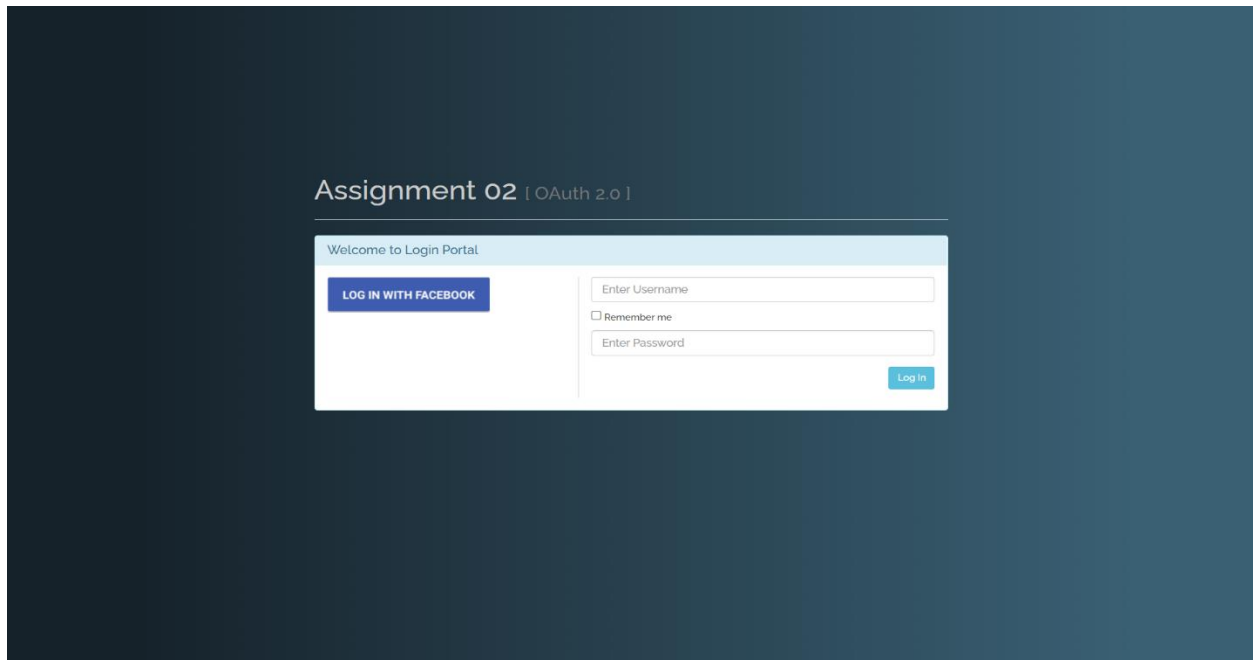 Assignment 02 [ OAuth 2.0 ]
Welcome to Login Portal
LOG IN WITH FACEBOOK
Enter Username
Remember me
Enter Password
Log In